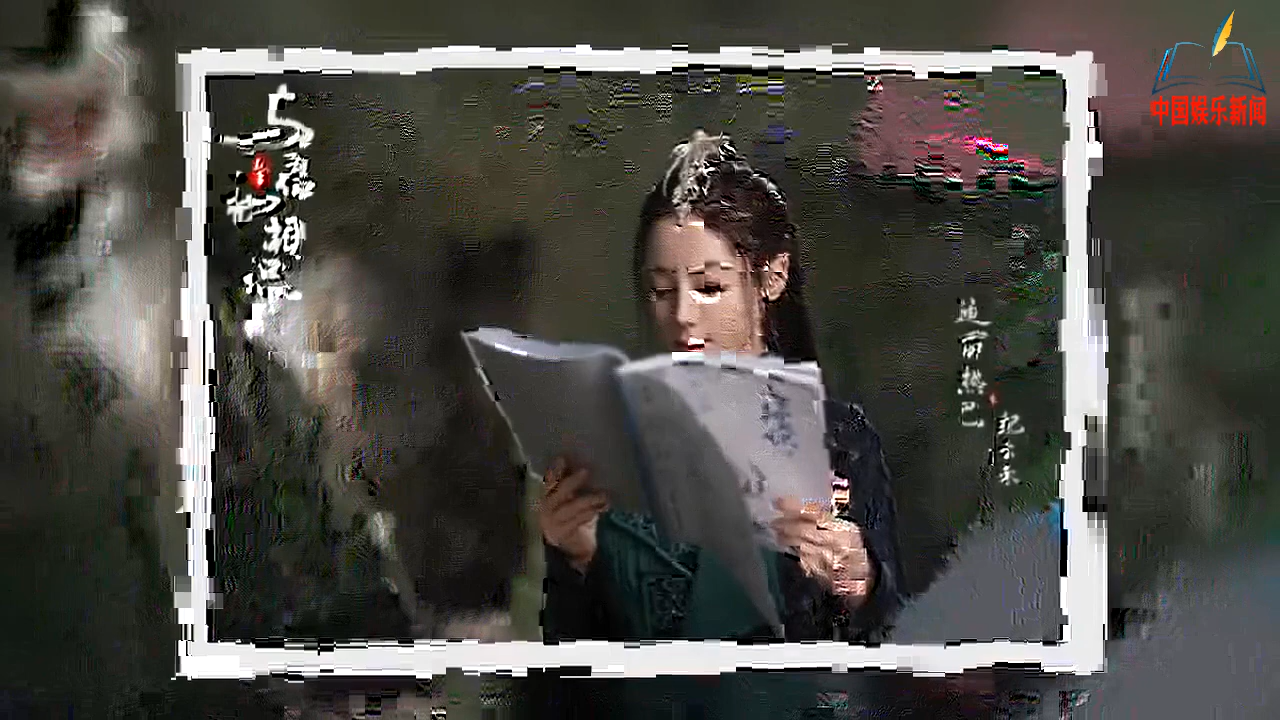 与君初相识
中国娱乐新闻
迪丽热巴
纪云禾